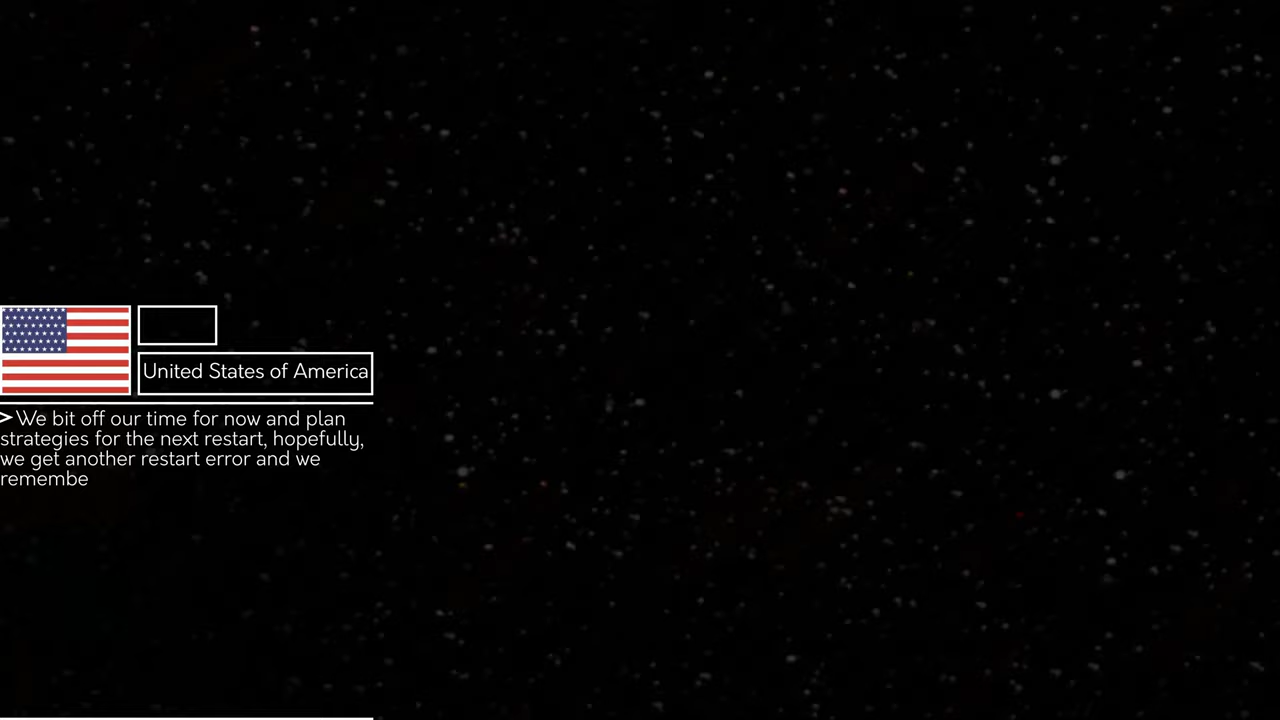 United States of America
> We bit off our time for now and plan
strategies for the next restart, hopefully,
we get another restart error and we
remembe